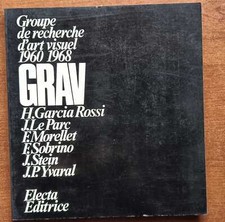 Groupe
de recherche
d'art visuel
1960 1968
GRAV
H. Garcia Rossi
J. Le Parc
F. Morellet
F. Sobrino
J. Stein
J.P. Yvaral
Electa
Editrice